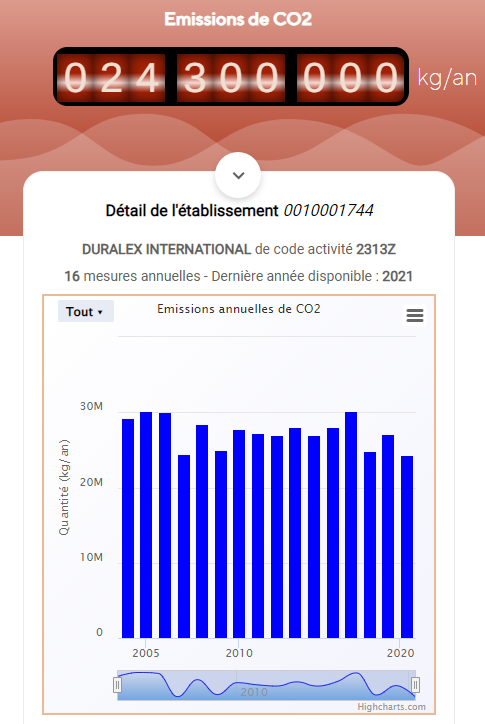 Emissions de CO2
024 300 000 kg/an
Détail de l'établissement 0010001744
DURALEX INTERNATIONAL de code activité 2313Z
16 mesures annuelles - Dernière année disponible : 2021
Tout ▾
Emissions annuelles de CO2
Quantité (kg/an)
30M
20M
10M
0
2005 2010 2020
2010
Highcharts.com